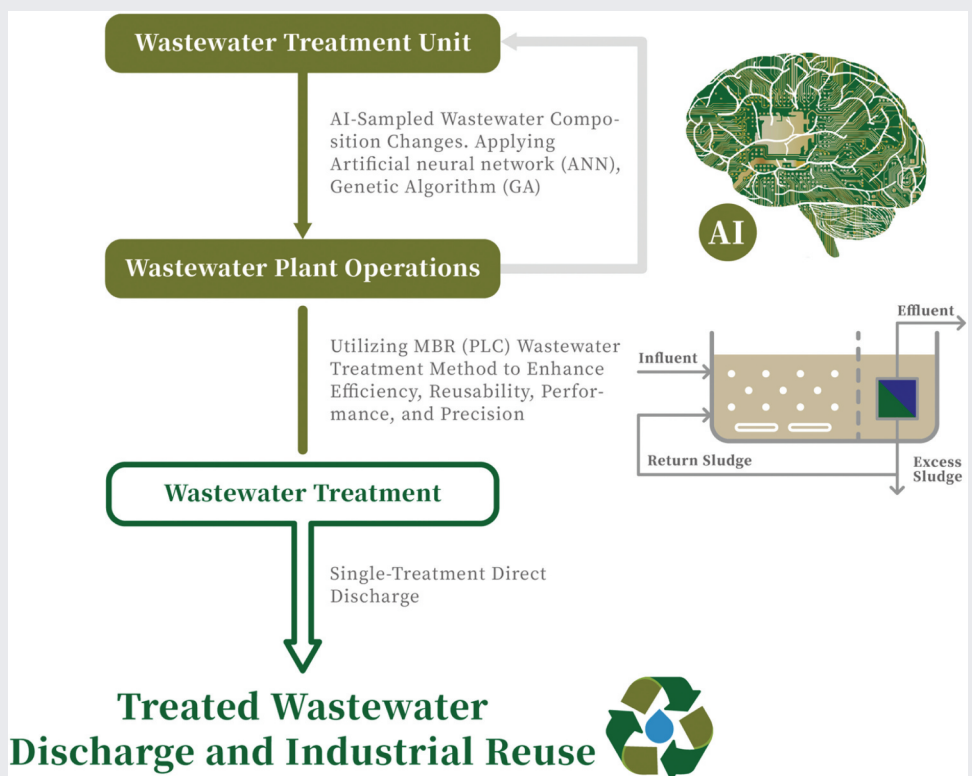 Wastewater Treatment Unit
AI-Sampled Wastewater Compo-
sition Changes. Applying
Artificial neural network (ANN),
Genetic Algorithm (GA)
AI
Wastewater Plant Operations
Utilizing MBR (PLC) Wastewater
Treatment Method to Enhance
Efficiency, Reusability, Perfor-
mance, and Precision
Effluent
Influent
Return Sludge
Excess
Sludge
Wastewater Treatment
Single-Treatment Direct
Discharge
Treated Wastewater
Discharge and Industrial Reuse